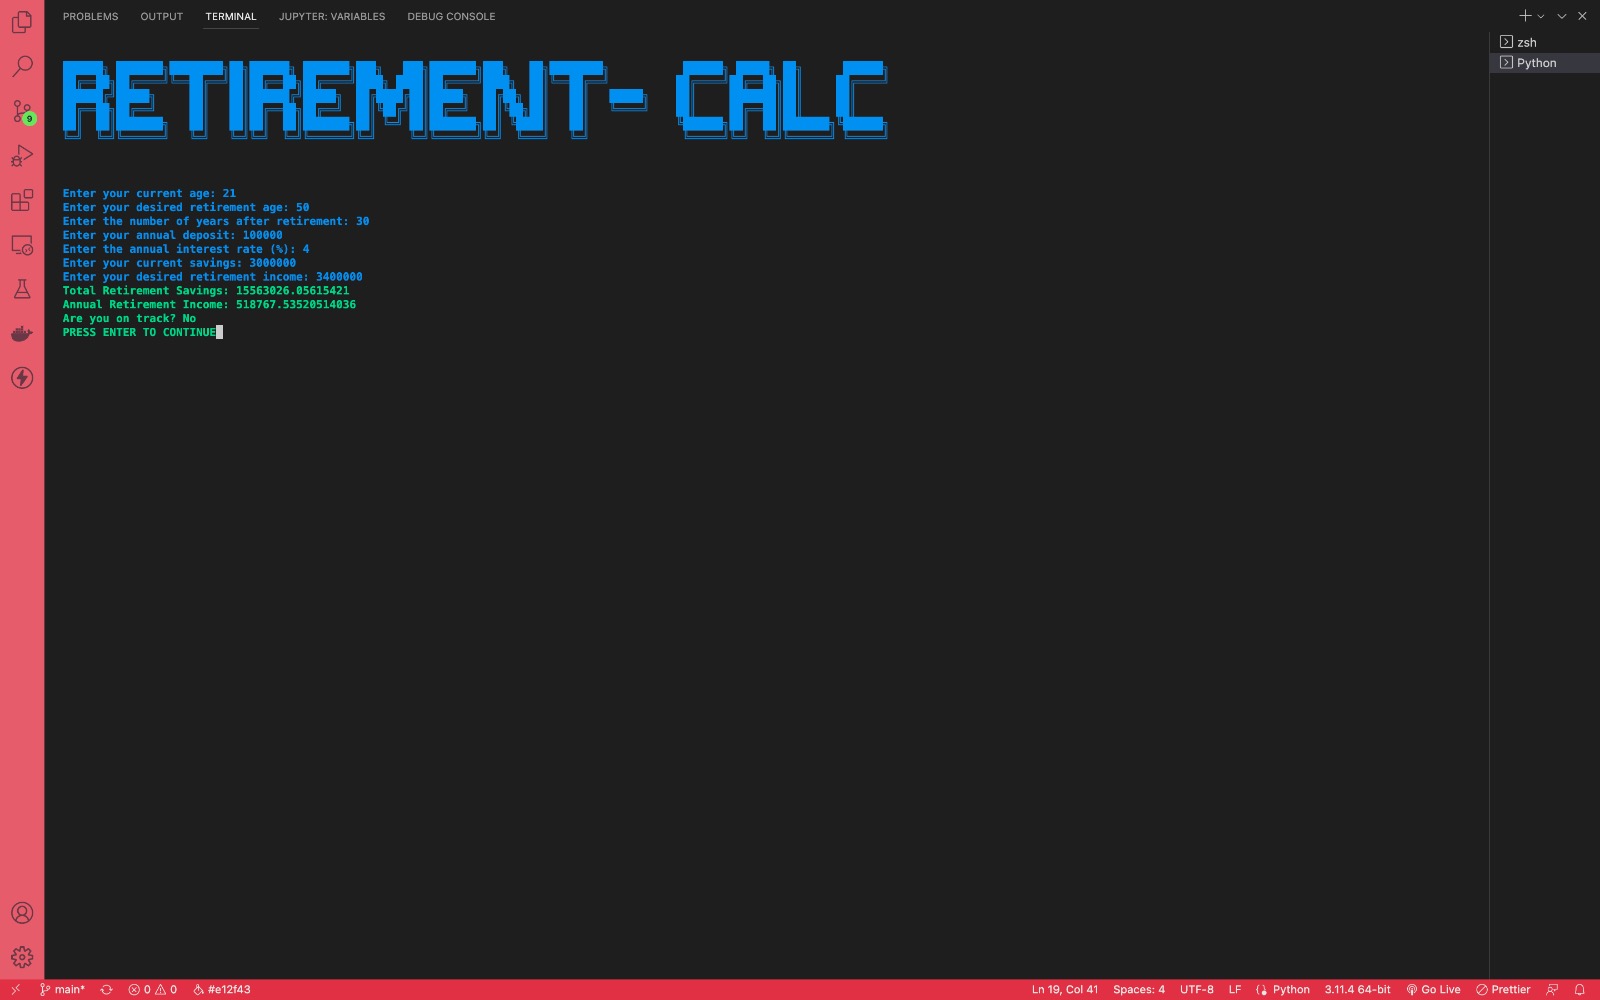 PROBLEMS OUTPUT TERMINAL JUPYTER: VARIABLES DEBUG CONSOLE
zsh
Python
RETIREMENT- CALC
9
Enter your current age: 21
Enter your desired retirement age: 50
Enter the number of years after retirement: 30
Enter your annual deposit: 100000
Enter the annual interest rate (%): 4
Enter your current savings: 3000000
Enter your desired retirement income: 3400000
Total Retirement Savings: 15563026.05615421
Annual Retirement Income: 518767.53520514036
Are you on track? No
PRESS ENTER TO CONTINUE
main* 0 0 #e12f43 Ln 19, Col 41 Spaces: 4 UTF-8 LF Python 3.11.4 64-bit Go Live Prettier